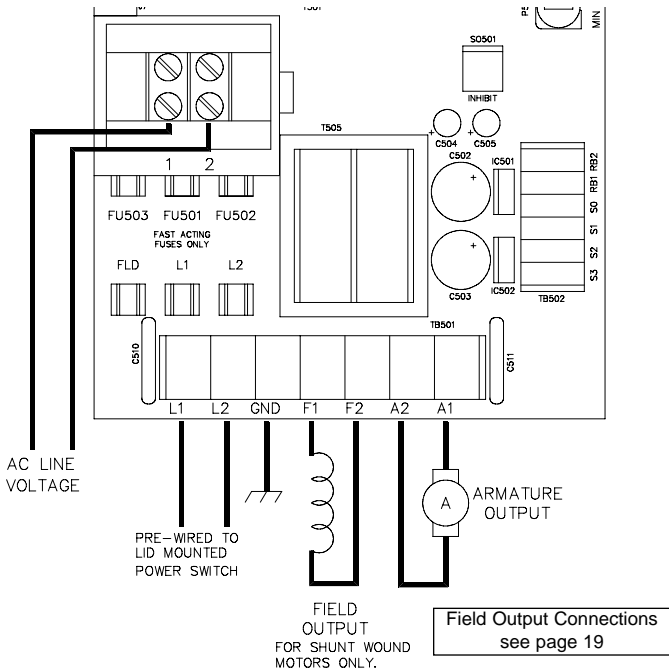 MIN
SO501
INHIBIT
T505
C504
C505
C502
IC501
RB2
RB1
S0
S1
S2
S3
1 2
FU503 FU501 FU502
FAST ACTING
FUSES ONLY
FLD L1 L2
C503
IC502
TB502
TB501
C510
C511
L1 L2 GND F1 F2 A2 A1
AC LINE
VOLTAGE
A
ARMATURE
OUTPUT
PRE-WIRED TO
LID MOUNTED
POWER SWITCH
FIELD
OUTPUT
FOR SHUNT WOUND
MOTORS ONLY.
Field Output Connections
see page 19